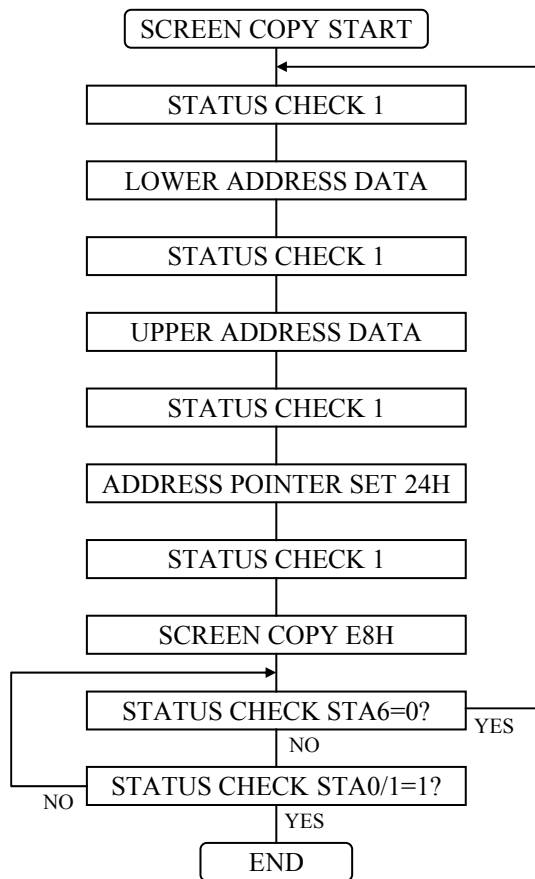 SCREEN COPY START
STATUS CHECK 1
LOWER ADDRESS DATA
STATUS CHECK 1
UPPER ADDRESS DATA
STATUS CHECK 1
ADDRESS POINTER SET 24H
STATUS CHECK 1
SCREEN COPY E8H
STATUS CHECK STA6=0?
YES
NO
STATUS CHECK STA0/1=1?
NO
YES
END